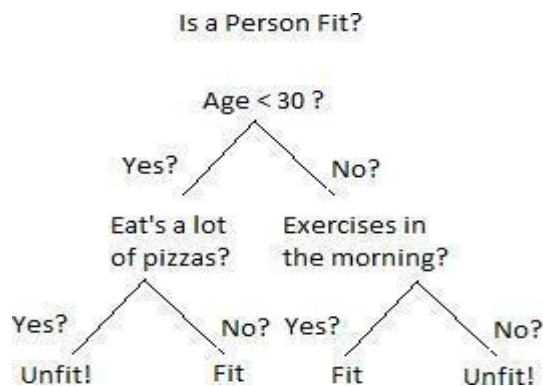 Is a Person Fit?
Age < 30 ?
Yes?
No?
Eat's a lot
of pizzas?
Exercises in
the morning?
Yes?
No?
Yes?
No?
Unfit!
Fit
Fit
Unfit!